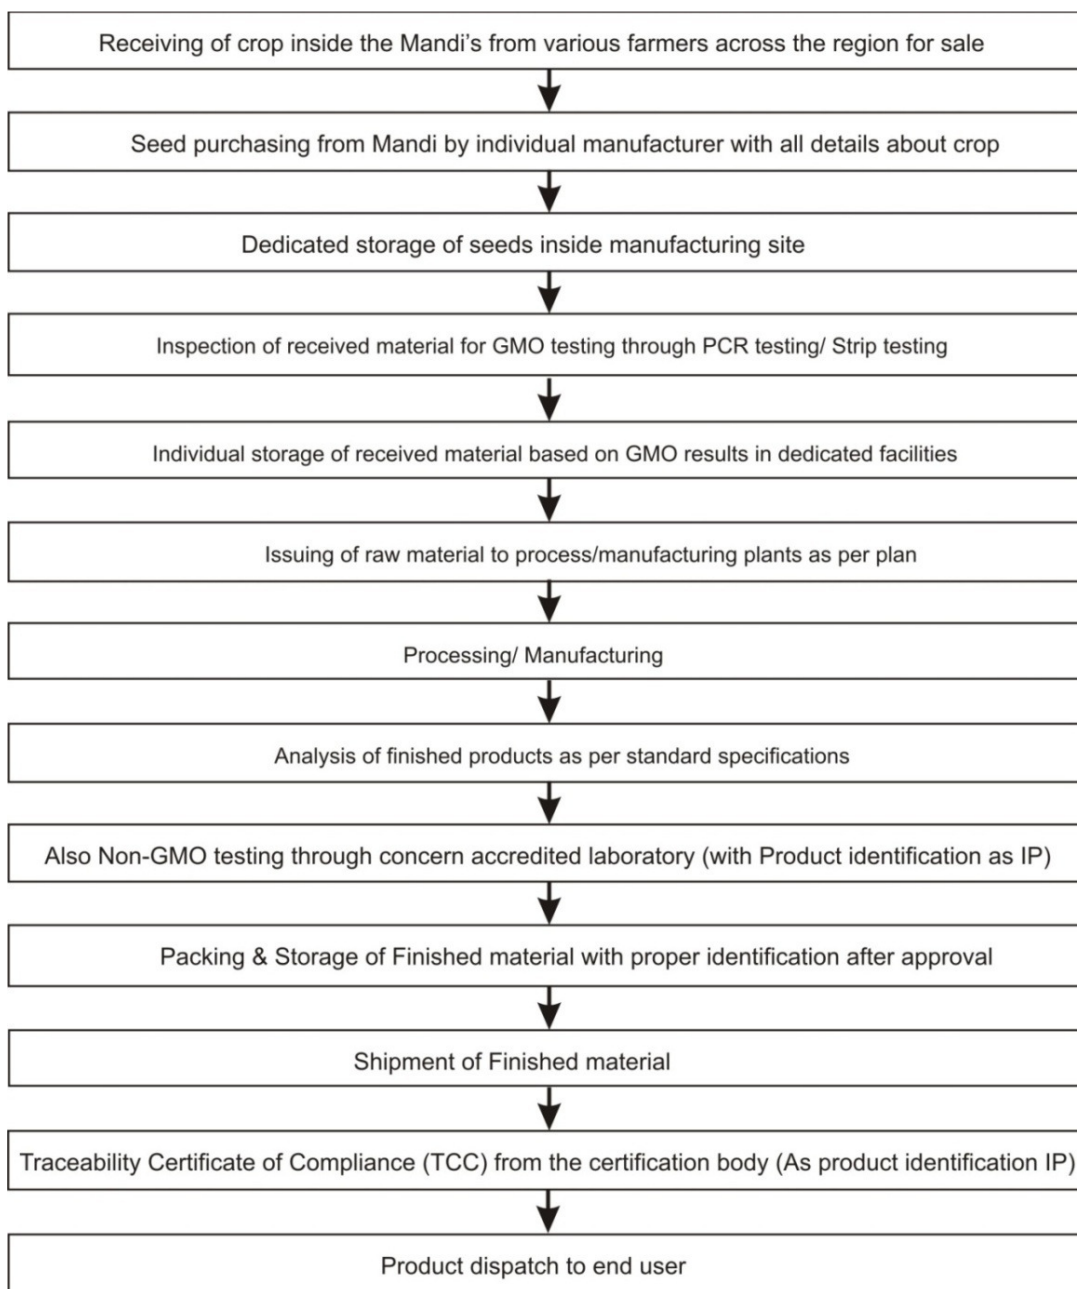 Receiving of crop inside the Mandi's from various farmers across the region for sale
Seed purchasing from Mandi by individual manufacturer with all details about crop
Dedicated storage of seeds inside manufacturing site
Inspection of received material for GMO testing through PCR testing/ Strip testing
Individual storage of received material based on GMO results in dedicated facilities
Issuing of raw material to process/manufacturing plants as per plan
Processing/ Manufacturing
Analysis of finished products as per standard specifications
Also Non-GMO testing through concern accredited laboratory (with Product identification as IP)
Packing & Storage of Finished material with proper identification after approval
Shipment of Finished material
Traceability Certificate of Compliance (TCC) from the certification body (As product identification IP)
Product dispatch to end user